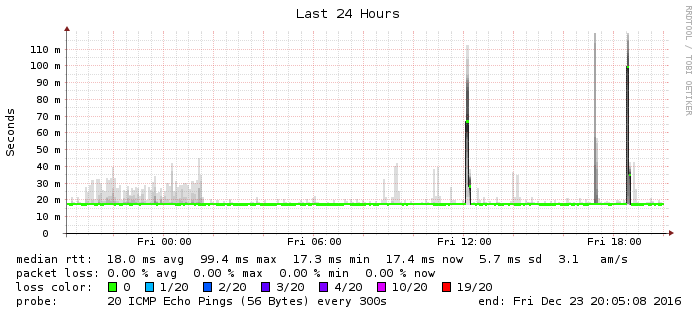 Last 24 Hours
RRDTOOL / TOBI OETIKER
Seconds
110 m
100 m
90 m
80 m
70 m
60 m
50 m
40 m
30 m
20 m
10 m
0
Fri 00:00 Fri 06:00 Fri 12:00 Fri 18:00
median rtt: 18.0 ms avg 99.4 ms max 17.3 ms min 17.4 ms now 5.7 ms sd 3.1 am/s
packet loss: 0.00 % avg 0.00 % max 0.00 % min 0.00 % now
loss color: 0 1/20 2/20 3/20 4/20 10/20 19/20
probe: 20 ICMP Echo Pings (56 Bytes) every 300s end: Fri Dec 23 20:05:08 2016